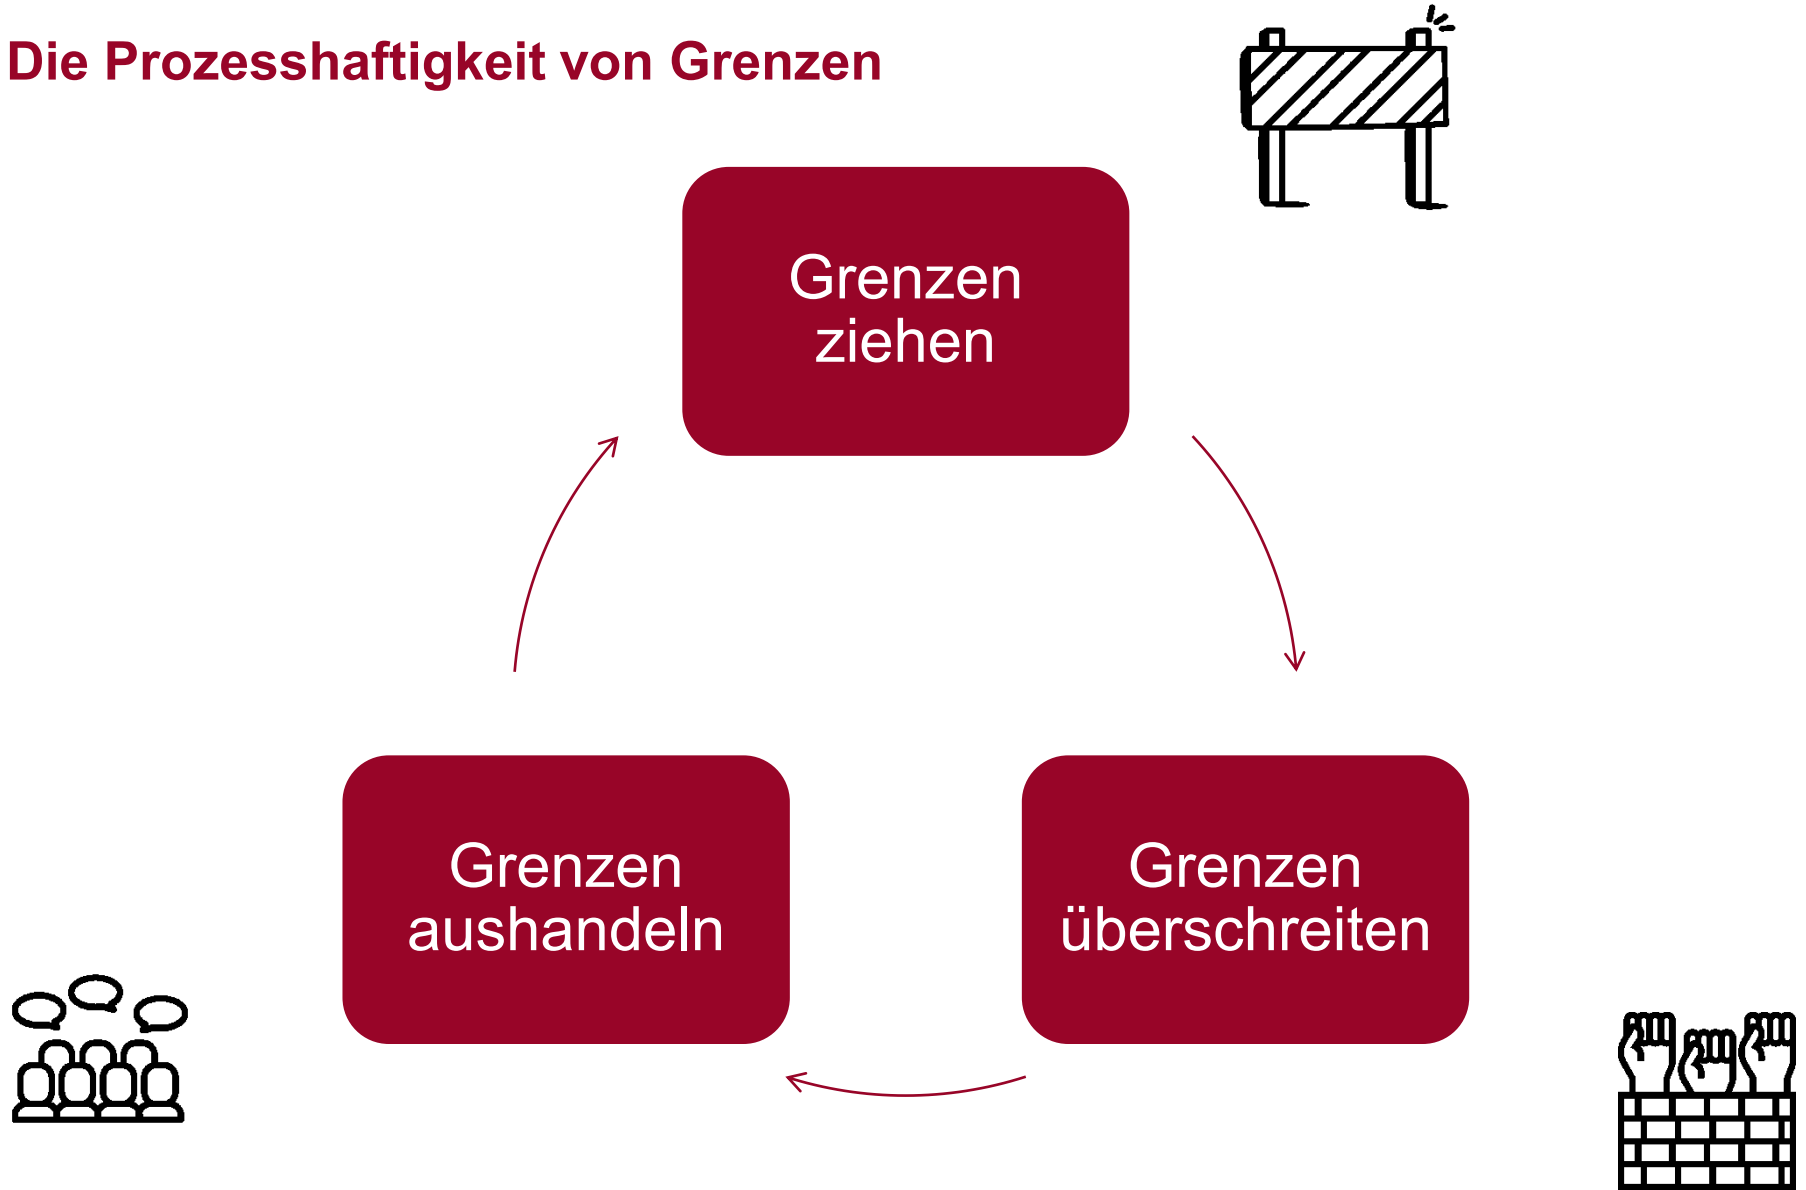 Die Prozesshaftigkeit von Grenzen
Grenzen
ziehen
Grenzen
aushandeln
Grenzen
überschreiten